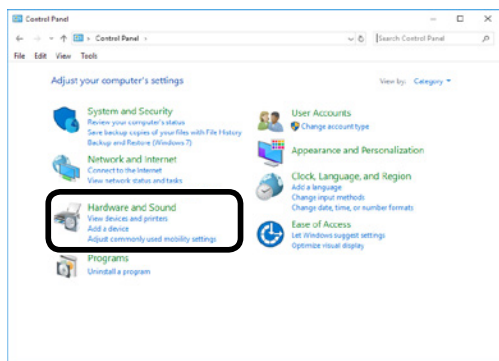 Control Panel
Control Panel
Search Control Panel
File Edit View Tools
Adjust your computer's settings
View by: Category
System and Security
Review your computer's status
Save backup copies of your files with File History
Backup and Restore (Windows 7)
Network and Internet
Connect to the Internet
View network status and tasks
Hardware and Sound
View devices and printers
Add a device
Adjust commonly used mobility settings
Programs
Uninstall a program
User Accounts
Change account type
Appearance and Personalization
Clock, Language, and Region
Add a language
Change input methods
Change date, time, or number formats
Ease of Access
Let Windows suggest settings
Optimize visual display